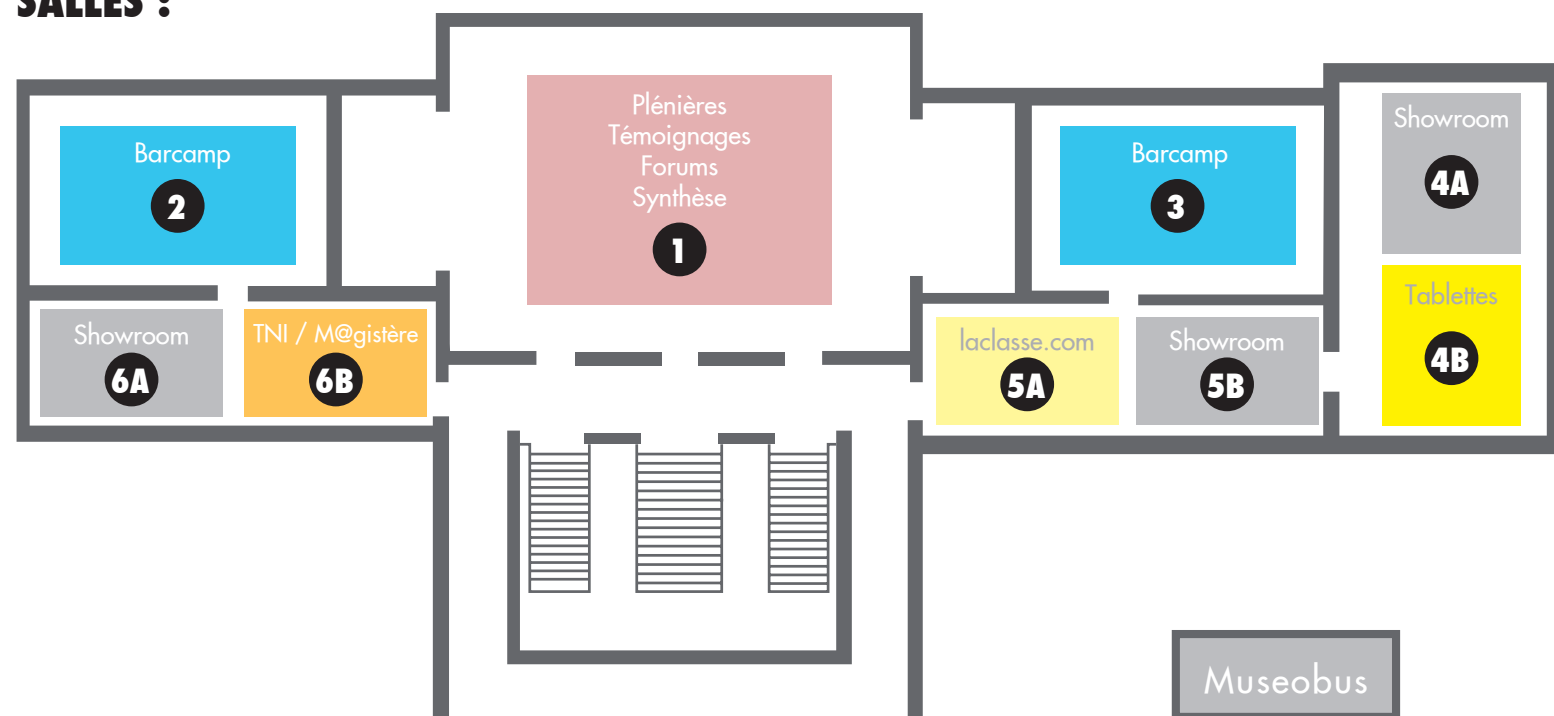 SALLES :
Plénières
Témoignages
Forums
Synthèse
1
Barcamp
2
Barcamp
3
Showroom
4A
Tablettes
4B
Showroom
6A
TNI / M@gistère
6B
laclasse.com
5A
Showroom
5B
Museobus